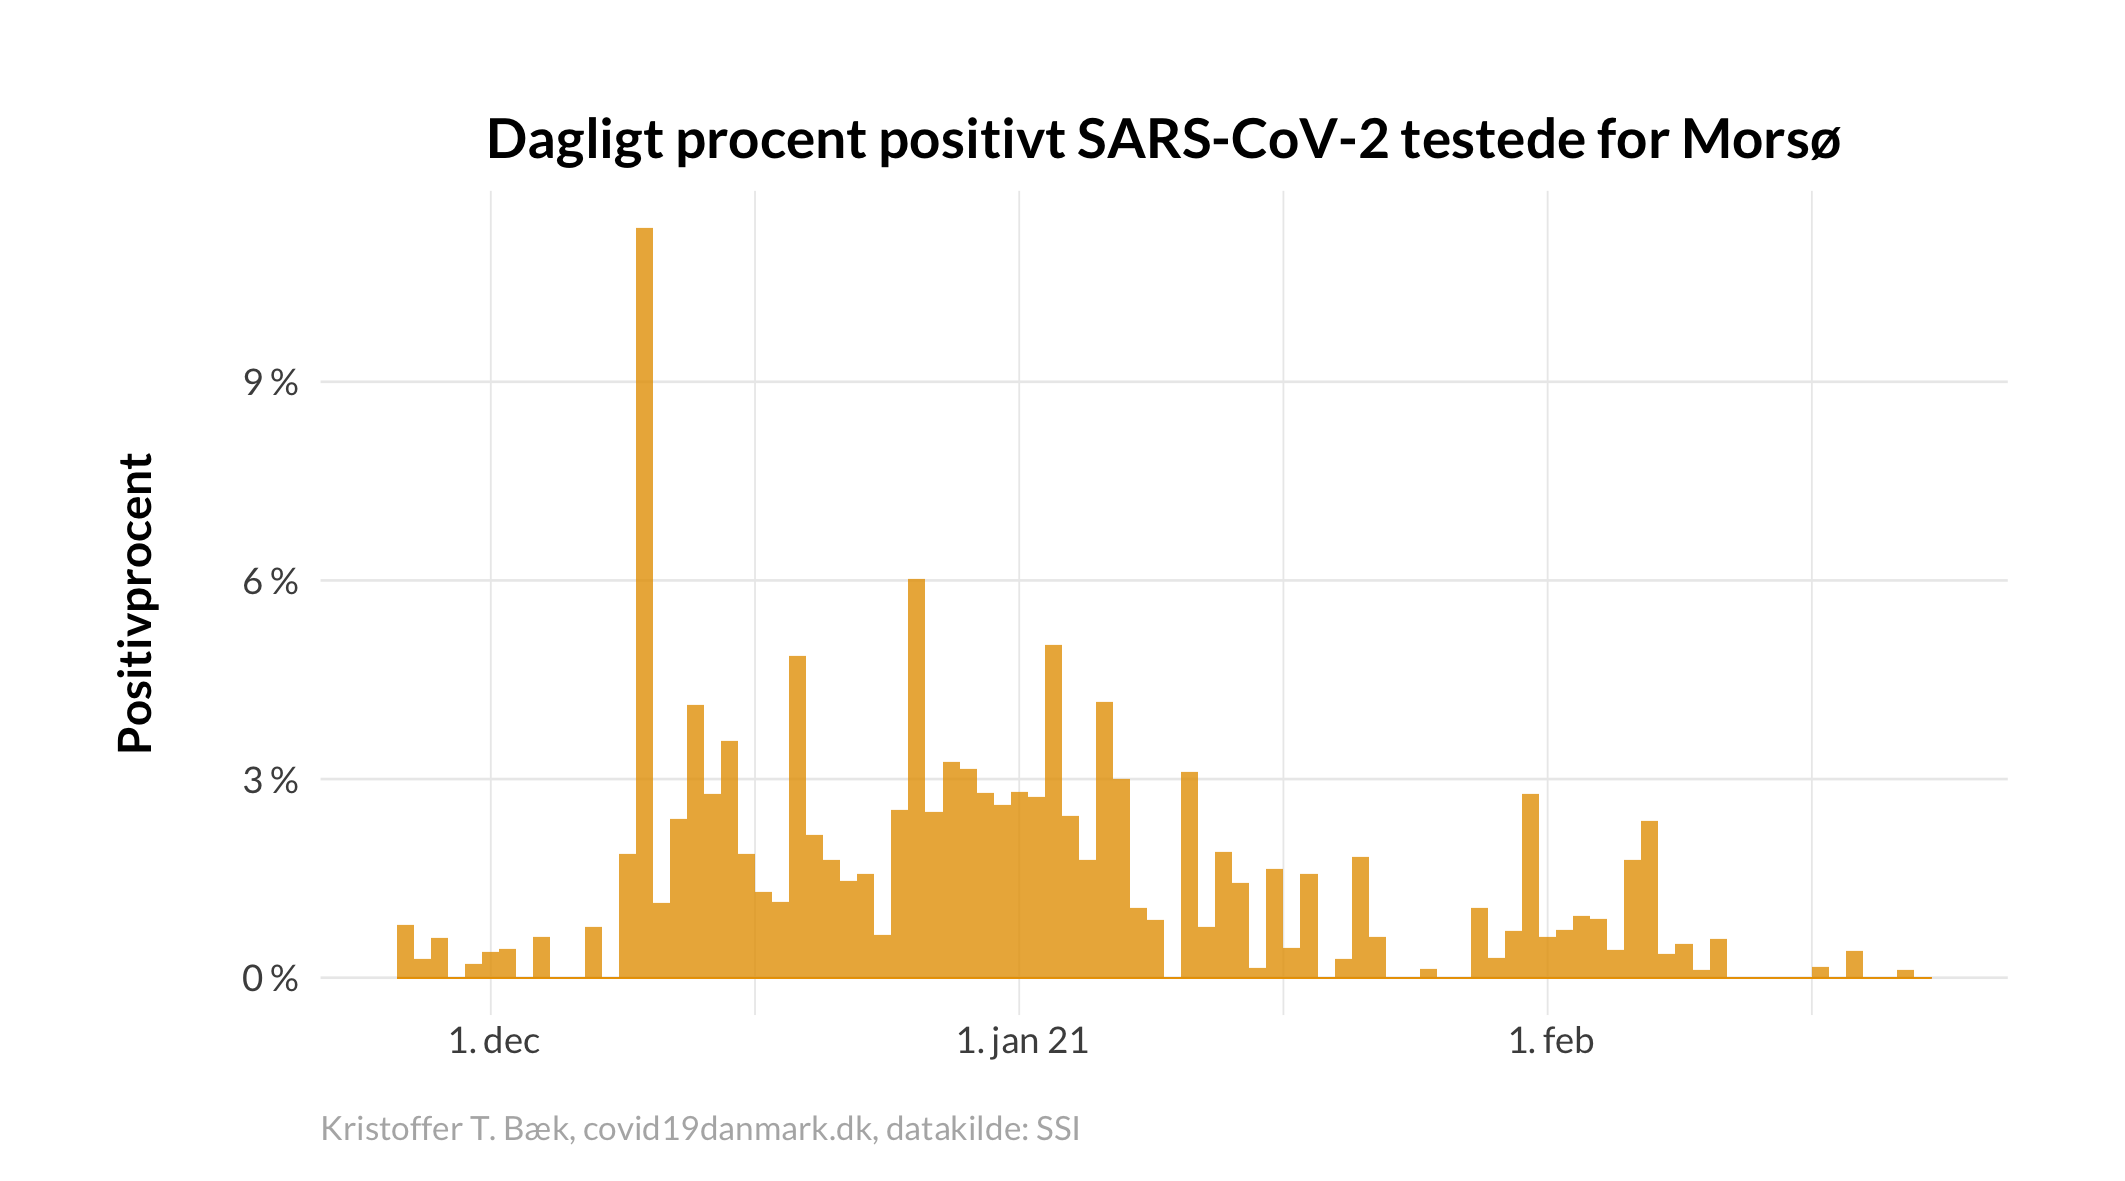 Dagligt procent positivt SARS-CoV-2 testede for Morsø
Positivprocent
9 %
6 %
3 %
0 %
1. dec
1. jan 21
1. feb
Kristoffer T. Bæk, covid19danmark.dk, datakilde: SSI